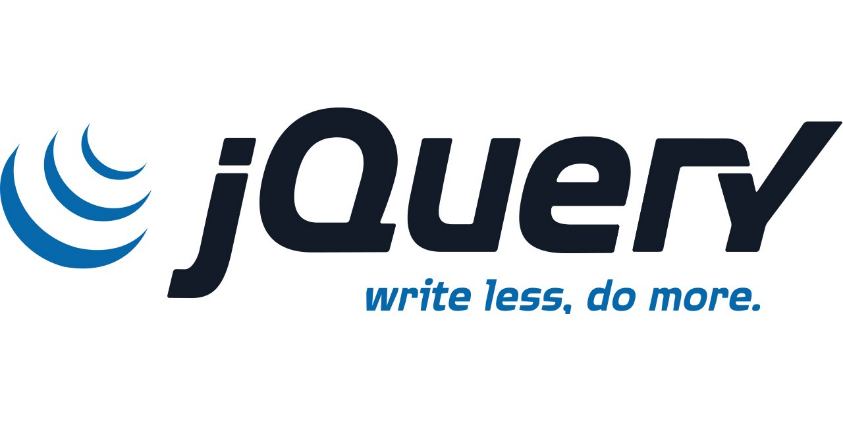 jQuery
write less, do more.